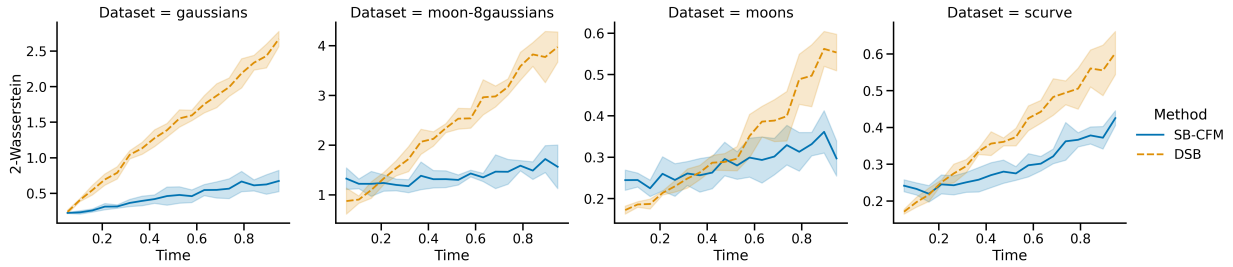 Dataset = gaussians
2-Wasserstein
2.5
2.0
1.5
1.0
0.5
0.2 0.4 0.6 0.8
Time
Dataset = moon-8gaussians
4
3
2
1
0.2 0.4 0.6 0.8
Time
Dataset = moons
0.6
0.5
0.4
0.3
0.2
0.2 0.4 0.6 0.8
Time
Dataset = scurve
0.6
0.5
0.4
0.3
0.2
0.2 0.4 0.6 0.8
Time
Method
SB-CFM
DSB